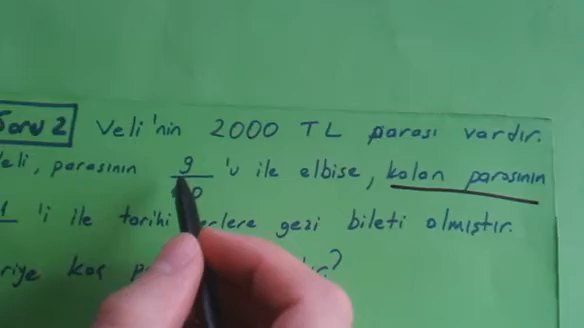 Soru 2 Veli'nin 2000 TL parası vardır.
Veli, parasının 9 'u ile elbise, kalan parasının
'i ile tarihi yerlere gezi bileti almıştır.
kaç